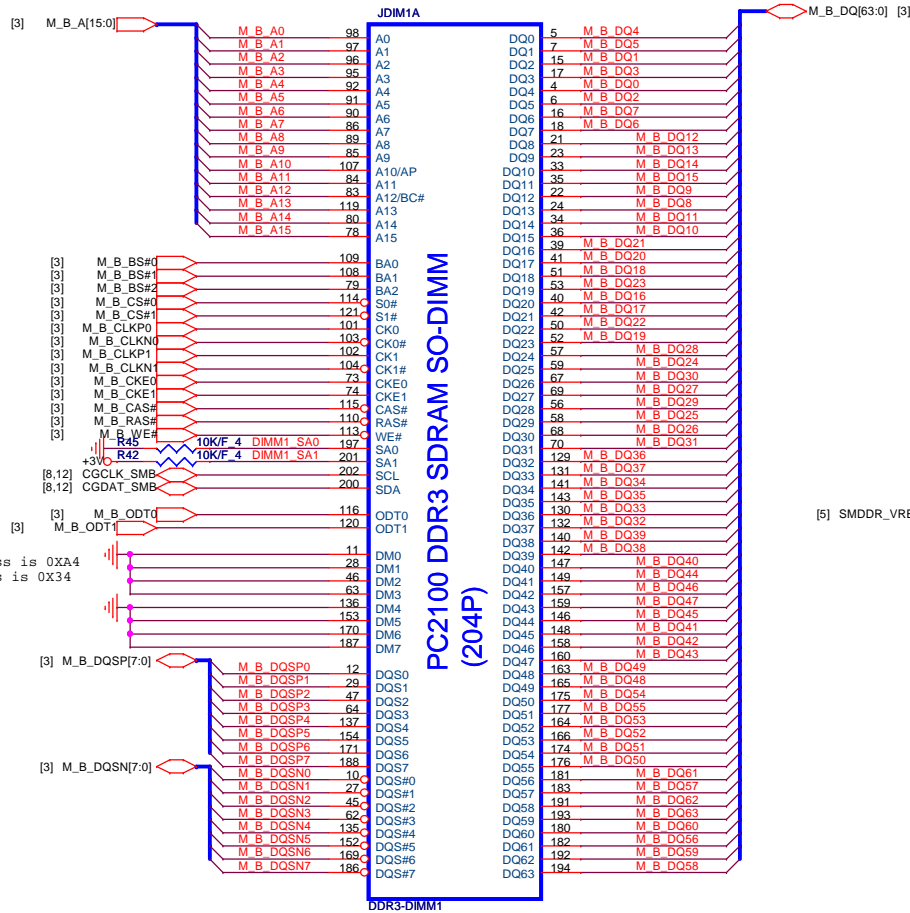 JDIM1A
[3] M_B_A[15:0]
M_B_A0 98 A0
M_B_A1 97 A1
M_B_A2 96 A2
M_B_A3 95 A3
M_B_A4 92 A4
M_B_A5 91 A5
M_B_A6 90 A6
M_B_A7 86 A7
M_B_A8 89 A8
M_B_A9 85 A9
M_B_A10 107 A10/AP
M_B_A11 84 A11
M_B_A12 83 A12/BC#
M_B_A13 119 A13
M_B_A14 80 A14
M_B_A15 78 A15
[3] M_B_BS#0 109 BA0
[3] M_B_BS#1 108 BA1
[3] M_B_BS#2 79 BA2
[3] M_B_CS#0 114 S0#
[3] M_B_CS#1 121 S1#
[3] M_B_CLKP0 101 CK0
[3] M_B_CLKN0 103 CK0#
[3] M_B_CLKP1 102 CK1
[3] M_B_CLKN1 104 CK1#
[3] M_B_CKE0 73 CKE0
[3] M_B_CKE1 74 CKE1
[3] M_B_CAS# 115 CAS#
[3] M_B_RAS# 110 RAS#
[3] M_B_WE# 113 WE#
R45 10K/F_4 DIMM1_SA0 197 SA0
+3V R42 10K/F_4 DIMM1_SA1 201 SA1
[8,12] CGCLK_SMB 202 SCL
[8,12] CGDAT_SMB 200 SDA
[3] M_B_ODT0 116 ODT0
[3] M_B_ODT1 120 ODT1
ss is 0XA4
s is 0X34
11 DM0
28 DM1
46 DM2
63 DM3
136 DM4
153 DM5
170 DM6
187 DM7
[3] M_B_DQSP[7:0]
M_B_DQSP0 12 DQS0
M_B_DQSP1 29 DQS1
M_B_DQSP2 47 DQS2
M_B_DQSP3 64 DQS3
M_B_DQSP4 137 DQS4
M_B_DQSP5 154 DQS5
M_B_DQSP6 171 DQS6
M_B_DQSP7 188 DQS7
[3] M_B_DQSN[7:0]
M_B_DQSN0 10 DQS#0
M_B_DQSN1 27 DQS#1
M_B_DQSN2 45 DQS#2
M_B_DQSN3 62 DQS#3
M_B_DQSN4 135 DQS#4
M_B_DQSN5 152 DQS#5
M_B_DQSN6 169 DQS#6
M_B_DQSN7 186 DQS#7
PC2100 DDR3 SDRAM SO-DIMM
(204P)
DDR3-DIMM1
M_B_DQ[63:0] [3]
DQ0 5 M_B_DQ4
DQ1 7 M_B_DQ5
DQ2 15 M_B_DQ1
DQ3 17 M_B_DQ3
DQ4 4 M_B_DQ0
DQ5 6 M_B_DQ2
DQ6 16 M_B_DQ7
DQ7 18 M_B_DQ6
DQ8 21 M_B_DQ12
DQ9 23 M_B_DQ13
DQ10 33 M_B_DQ14
DQ11 35 M_B_DQ15
DQ12 22 M_B_DQ9
DQ13 24 M_B_DQ8
DQ14 34 M_B_DQ11
DQ15 36 M_B_DQ10
DQ16 39 M_B_DQ21
DQ17 41 M_B_DQ20
DQ18 51 M_B_DQ18
DQ19 53 M_B_DQ23
DQ20 40 M_B_DQ16
DQ21 42 M_B_DQ17
DQ22 50 M_B_DQ22
DQ23 52 M_B_DQ19
DQ24 57 M_B_DQ28
DQ25 59 M_B_DQ24
DQ26 67 M_B_DQ30
DQ27 69 M_B_DQ27
DQ28 56 M_B_DQ29
DQ29 58 M_B_DQ25
DQ30 68 M_B_DQ26
DQ31 70 M_B_DQ31
DQ32 129 M_B_DQ36
DQ33 131 M_B_DQ37
DQ34 141 M_B_DQ34
DQ35 143 M_B_DQ35
DQ36 130 M_B_DQ33
DQ37 132 M_B_DQ32
DQ38 140 M_B_DQ39
DQ39 142 M_B_DQ38
DQ40 147 M_B_DQ40
DQ41 149 M_B_DQ44
DQ42 157 M_B_DQ46
DQ43 159 M_B_DQ47
DQ44 146 M_B_DQ45
DQ45 148 M_B_DQ41
DQ46 158 M_B_DQ42
DQ47 160 M_B_DQ43
DQ48 163 M_B_DQ49
DQ49 165 M_B_DQ48
DQ50 175 M_B_DQ54
DQ51 177 M_B_DQ55
DQ52 164 M_B_DQ53
DQ53 166 M_B_DQ52
DQ54 174 M_B_DQ51
DQ55 176 M_B_DQ50
DQ56 181 M_B_DQ61
DQ57 183 M_B_DQ57
DQ58 191 M_B_DQ62
DQ59 193 M_B_DQ63
DQ60 180 M_B_DQ60
DQ61 182 M_B_DQ56
DQ62 192 M_B_DQ59
DQ63 194 M_B_DQ58
[5] SMDDR_VRE